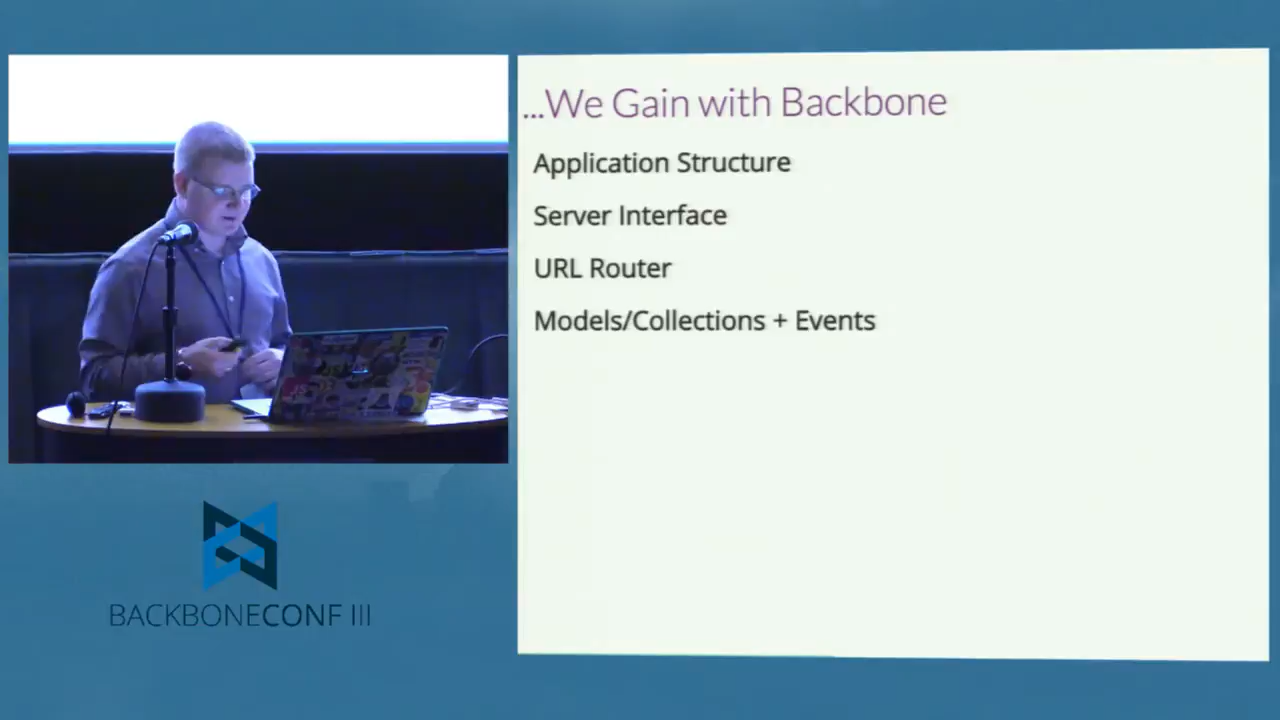 ...We Gain with Backbone
Application Structure
Server Interface
URL Router
Models/Collections + Events
BACKBONECONF III